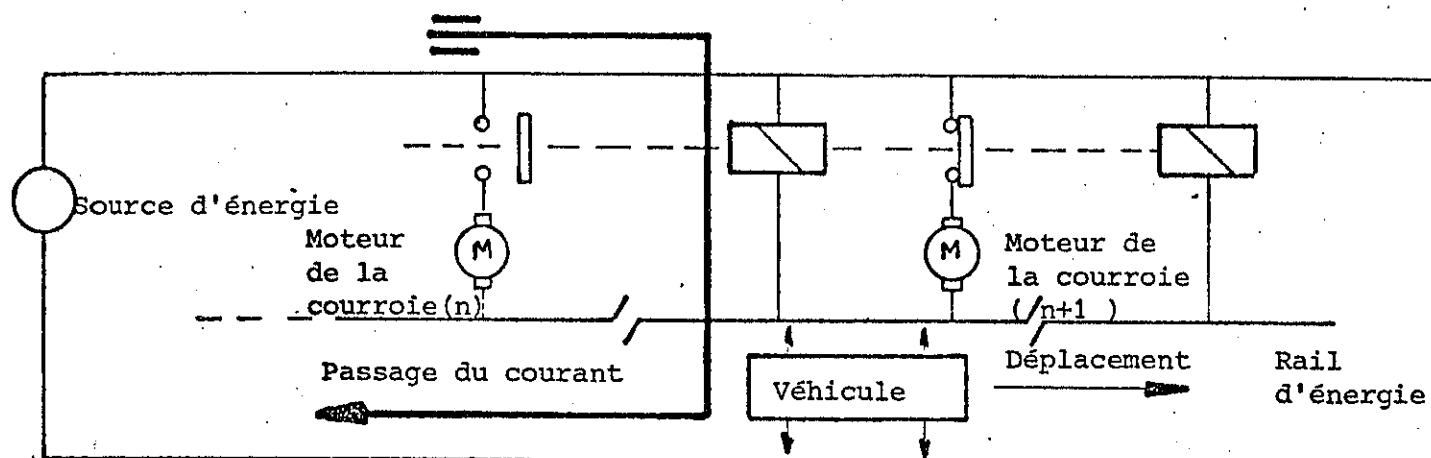 Source d'énergie
Moteur
de la
courroie(n)
M
M
Moteur de
la courroie
( n+1 )
Passage du courant
Véhicule
Déplacement
Rail
d'énergie